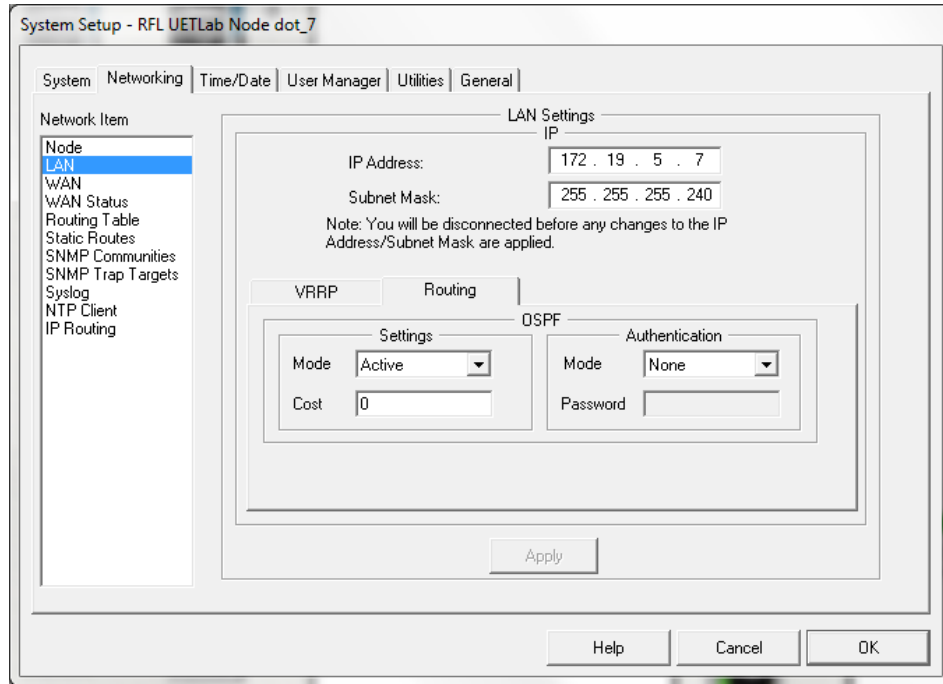 System Setup - RFL UETLab Node dot_7
System Networking Time/Date User Manager Utilities General
Network Item
Node
LAN
WAN
WAN Status
Routing Table
Static Routes
SNMP Communities
SNMP Trap Targets
Syslog
NTP Client
IP Routing
LAN Settings
IP
IP Address: 172 . 19 . 5 . 7
Subnet Mask: 255 . 255 . 255 . 240
Note: You will be disconnected before any changes to the IP
Address/Subnet Mask are applied.
VRRP Routing
OSPF
Settings
Mode Active
Cost 0
Authentication
Mode None
Password
Apply
Help Cancel OK